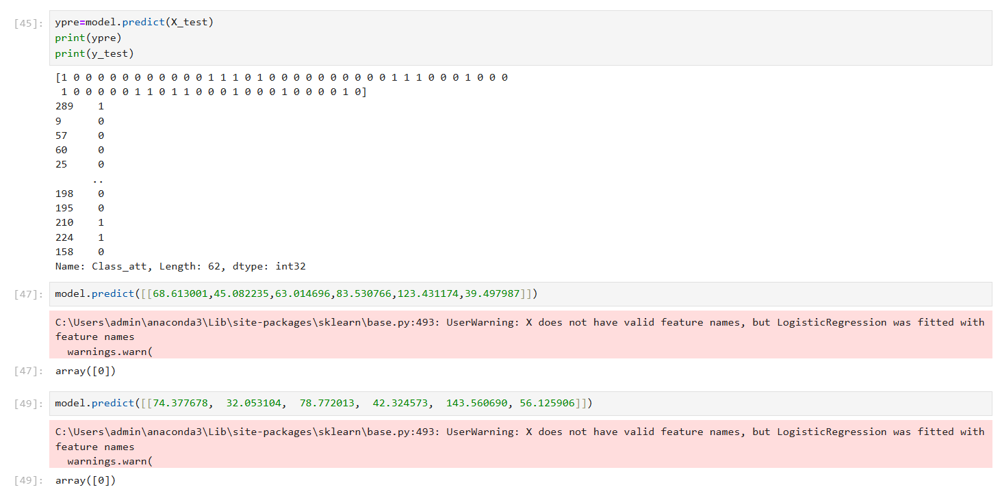 [45]: ypre=model.predict(X_test)
print(ypre)
print(y_test)
[1 0 0 0 0 0 0 0 0 0 0 0 1 1 1 0 1 0 0 0 0 0 0 0 0 0 0 1 1 1 0 0 0 1 0 0 0
 1 0 0 0 0 0 1 1 0 1 1 0 0 0 1 0 0 0 1 0 0 0 0 1 0]
289    1
9      0
57     0
60     0
25     0
      ..
198    0
195    0
210    1
224    1
158    0
Name: Class_att, Length: 62, dtype: int32
[47]: model.predict([[68.613001,45.082235,63.014696,83.530766,123.431174,39.497987]])
C:\Users\admin\anaconda3\Lib\site-packages\sklearn\base.py:493: UserWarning: X does not have valid feature names, but LogisticRegression was fitted with
feature names
  warnings.warn(
[47]: array([0])
[49]: model.predict([[74.377678,  32.053104,  78.772013,  42.324573,  143.560690, 56.125906]])
C:\Users\admin\anaconda3\Lib\site-packages\sklearn\base.py:493: UserWarning: X does not have valid feature names, but LogisticRegression was fitted with
feature names
  warnings.warn(
[49]: array([0])